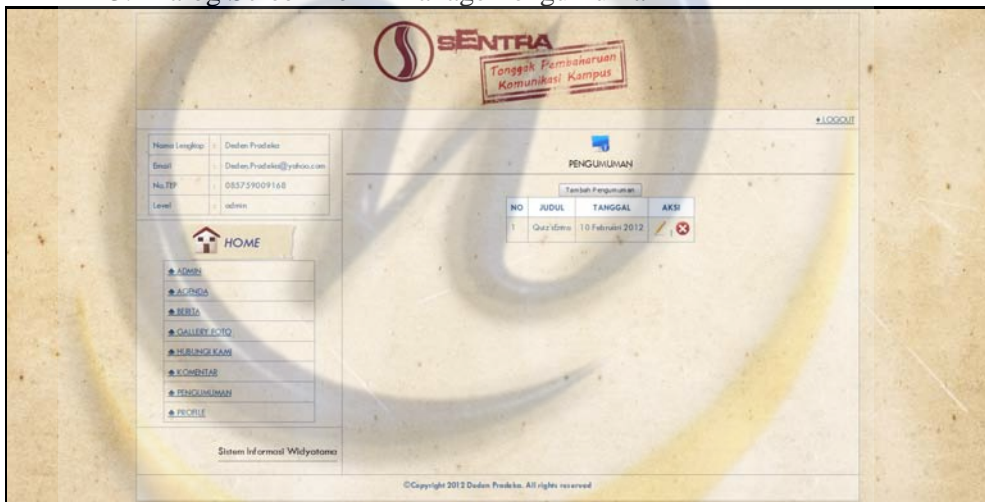 SENTRA
Tonggak Pembaharuan
Komunikasi Kampus
LOGOUT
Nama Lengkap : Deden Pradeka
Email : Deden.Pradeka@yahoo.com
No.TLP : 085759009168
Level : admin
HOME
ADMIN
AGENDA
BERITA
GALLERY FOTO
HUBUNGI KAMI
KOMENTAR
PENGUMUMAN
PROFILE
Sistem Informasi Widyatama
PENGUMUMAN
Tambah Pengumuman
NO JUDUL TANGGAL AKSI
1 Quiz sEntra 10 Februari 2012 |
©Copyright 2012 Deden Pradeka. All rights reserved